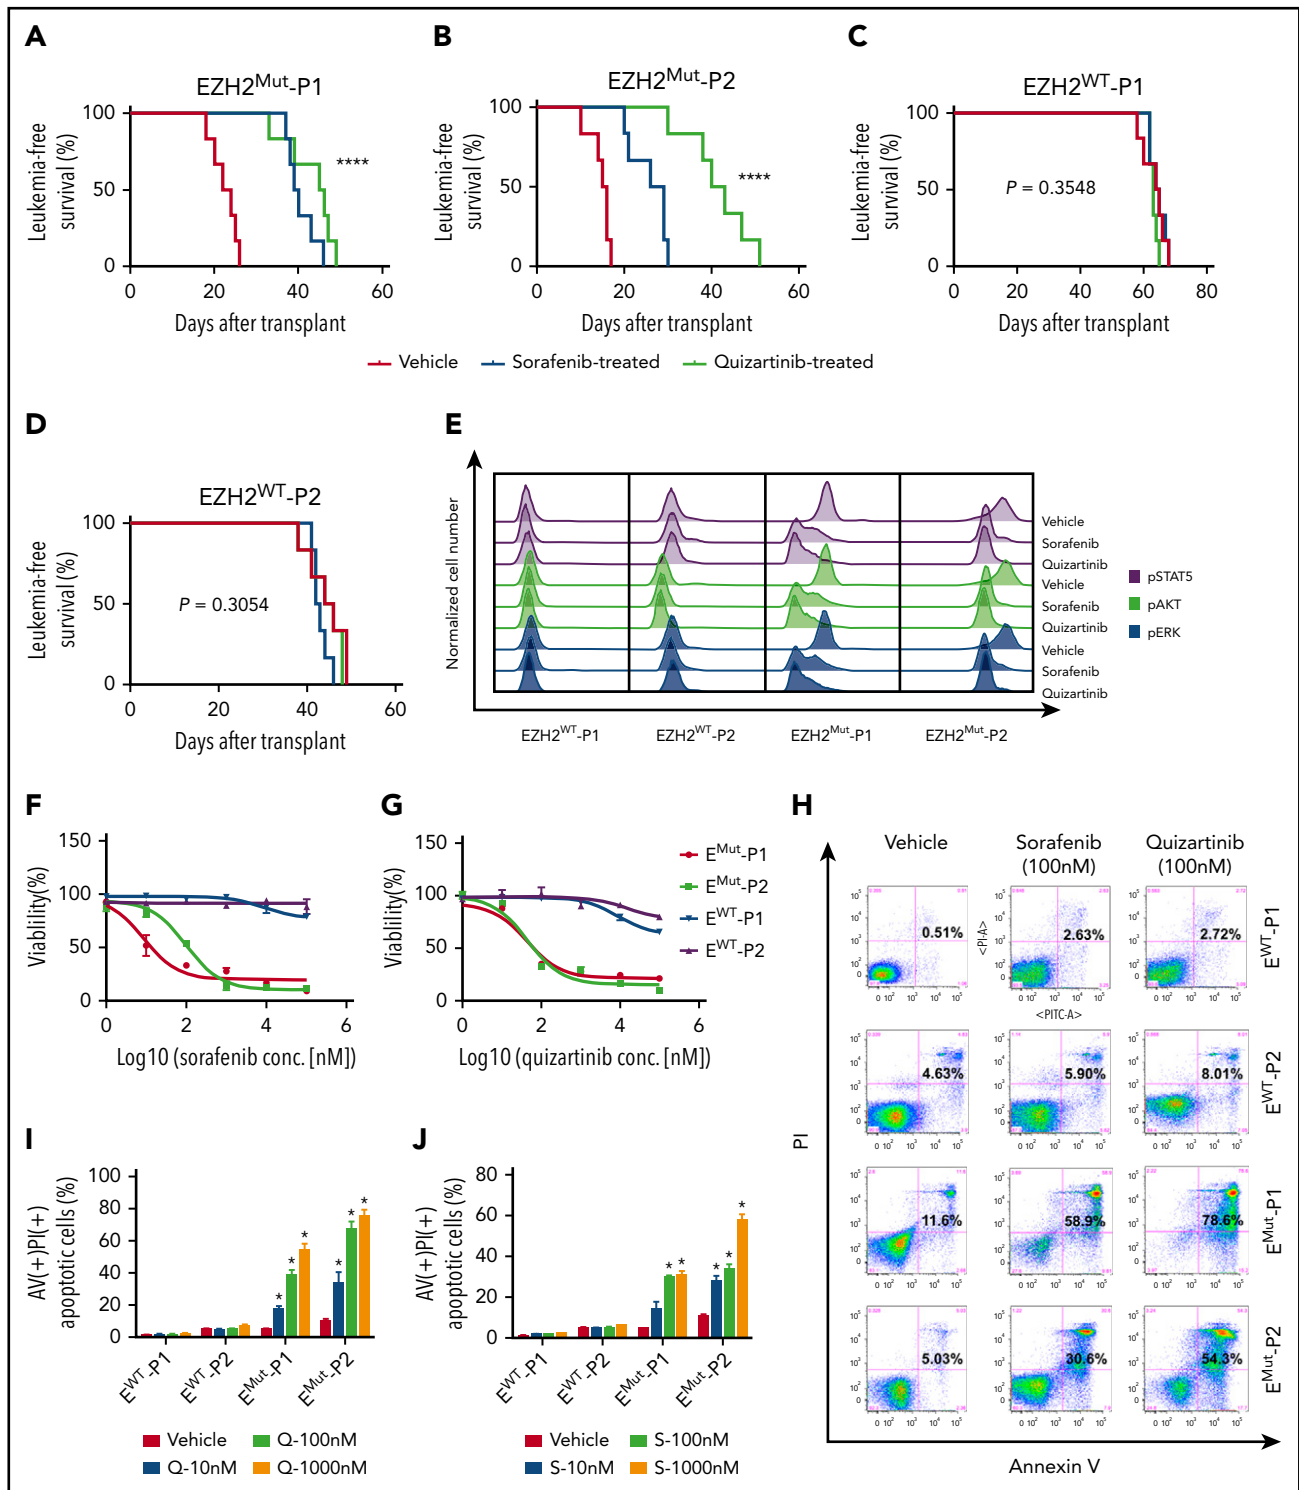 A
EZH2Mut-P1
Leukemia-free
survival (%)
100
50
0
0 20 40 60
****
Days after transplant
B
EZH2Mut-P2
Leukemia-free
survival (%)
100
50
0
0 20 40 60
****
Days after transplant
C
EZH2WT-P1
Leukemia-free
survival (%)
100
50
0
0 20 40 60 80
P = 0.3548
Days after transplant
Vehicle Sorafenib-treated Quizartinib-treated
D
EZH2WT-P2
Leukemia-free
survival (%)
100
50
0
0 20 40 60
P = 0.3054
Days after transplant
E
Normalized cell number
Vehicle
Sorafenib
Quizartinib
Vehicle
Sorafenib
Quizartinib
Vehicle
Sorafenib
Quizartinib
pSTAT5
pAKT
pERK
EZH2WT-P1 EZH2WT-P2 EZH2Mut-P1 EZH2Mut-P2
F
Viablility(%)
150
100
50
0
0 2 4 6
Log10 (sorafenib conc. [nM])
G
Viablility(%)
150
100
50
0
0 2 4 6
Log10 (quizartinib conc. [nM])
EMut-P1
EMut-P2
EWT-P1
EWT-P2
H
Vehicle Sorafenib (100nM) Quizartinib (100nM)
0.51% 2.63% 2.72% EWT-P1
<PI-A>
<PITC-A>
4.63% 5.90% 8.01% EWT-P2
11.6% 58.9% 78.6% EMut-P1
5.03% 30.6% 54.3% EMut-P2
PI
Annexin V
I
AV(+)PI(+)
apoptotic cells (%)
100
80
60
40
20
0
* * * * * *
EWT-P1 EWT-P2 EMut-P1 EMut-P2
Vehicle Q-100nM
Q-10nM Q-1000nM
J
AV(+)PI(+)
apoptotic cells (%)
80
60
40
20
0
* * * * *
EWT-P1 EWT-P2 EMut-P1 EMut-P2
Vehicle S-100nM
S-10nM S-1000nM